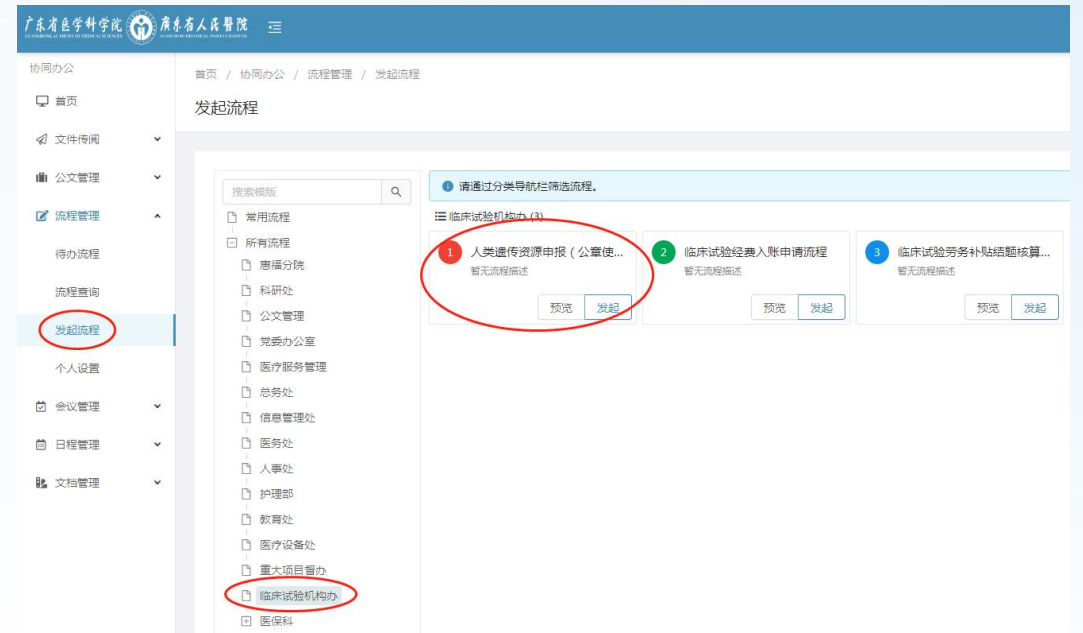 广东省医学科学院 廣東省人民醫院
协同办公
首页
文件传阅
公文管理
流程管理
待办流程
流程查询
发起流程
个人设置
会议管理
日程管理
文档管理
首页 / 协同办公 / 流程管理 / 发起流程
发起流程
搜索模版
常用流程
所有流程
惠福分院
科研处
公文管理
党委办公室
医疗服务管理
总务处
信息管理处
医务处
人事处
护理部
教育处
医疗设备处
重大项目督办
临床试验机构办
医保科
请通过分类导航栏筛选流程。
临床试验机构办 (3)
1 人类遗传资源申报（公章使...
暂无流程描述
预览 发起
2 临床试验经费入账申请流程
暂无流程描述
预览 发起
3 临床试验劳务补贴结题核算...
暂无流程描述
预览 发起